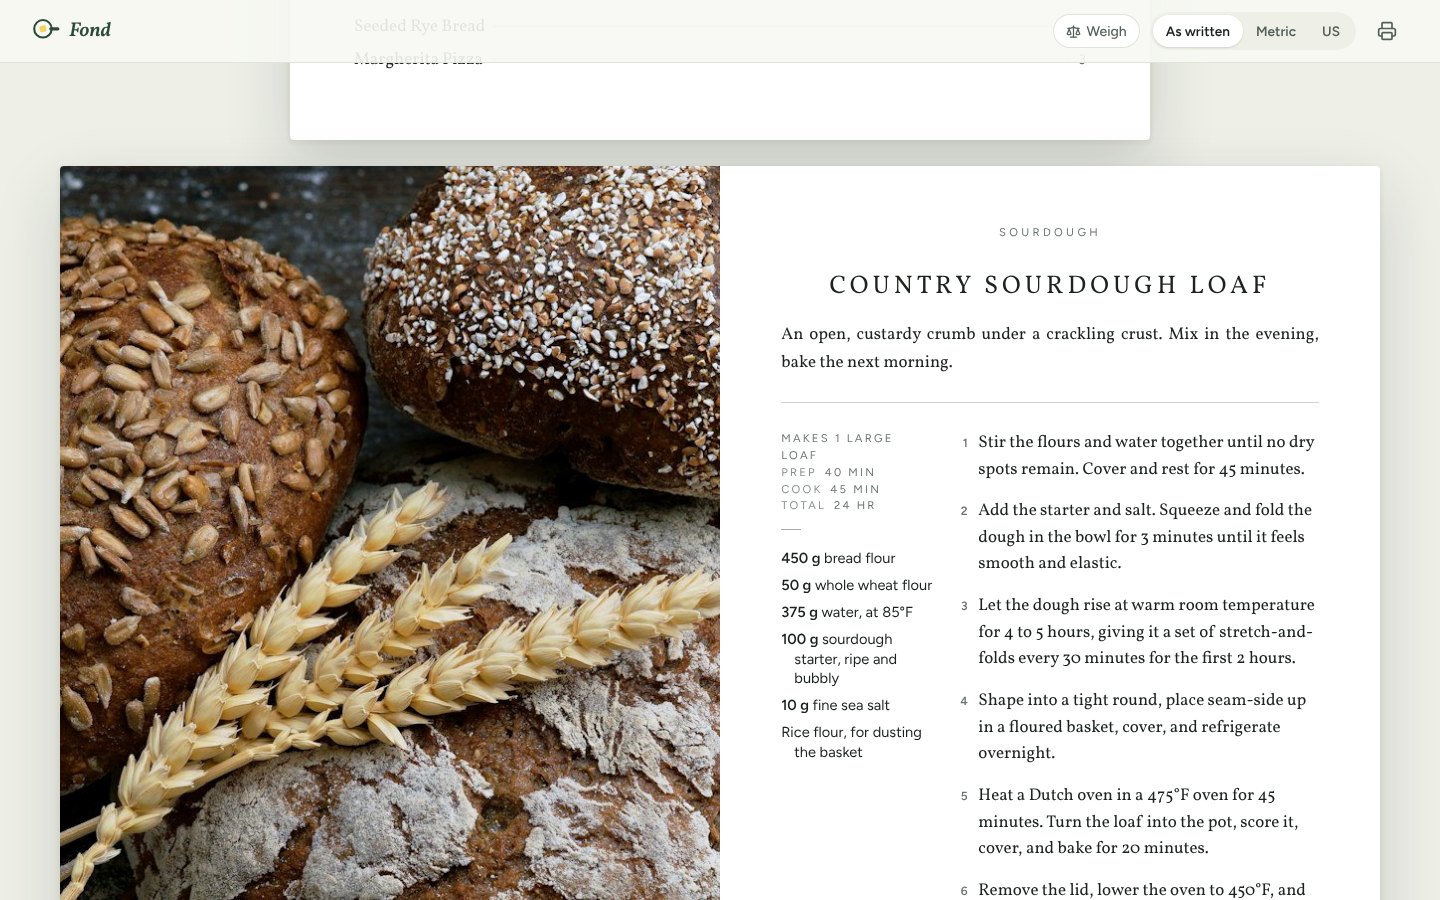 Fond
Weigh
As written
Metric
US
Seeded Rye Bread
Margherita Pizza
SOURDOUGH
COUNTRY SOURDOUGH LOAF
An open, custardy crumb under a crackling crust. Mix in the evening,
bake the next morning.
MAKES 1 LARGE
LOAF
PREP 40 MIN
COOK 45 MIN
TOTAL 24 HR
450 g bread flour
50 g whole wheat flour
375 g water, at 85°F
100 g sourdough
starter, ripe and
bubbly
10 g fine sea salt
Rice flour, for dusting
the basket
1 Stir the flours and water together until no dry
spots remain. Cover and rest for 45 minutes.
2 Add the starter and salt. Squeeze and fold the
dough in the bowl for 3 minutes until it feels
smooth and elastic.
3 Let the dough rise at warm room temperature
for 4 to 5 hours, giving it a set of stretch-and-
folds every 30 minutes for the first 2 hours.
4 Shape into a tight round, place seam-side up
in a floured basket, cover, and refrigerate
overnight.
5 Heat a Dutch oven in a 475°F oven for 45
minutes. Turn the loaf into the pot, score it,
cover, and bake for 20 minutes.
6 Remove the lid, lower the oven to 450°F, and